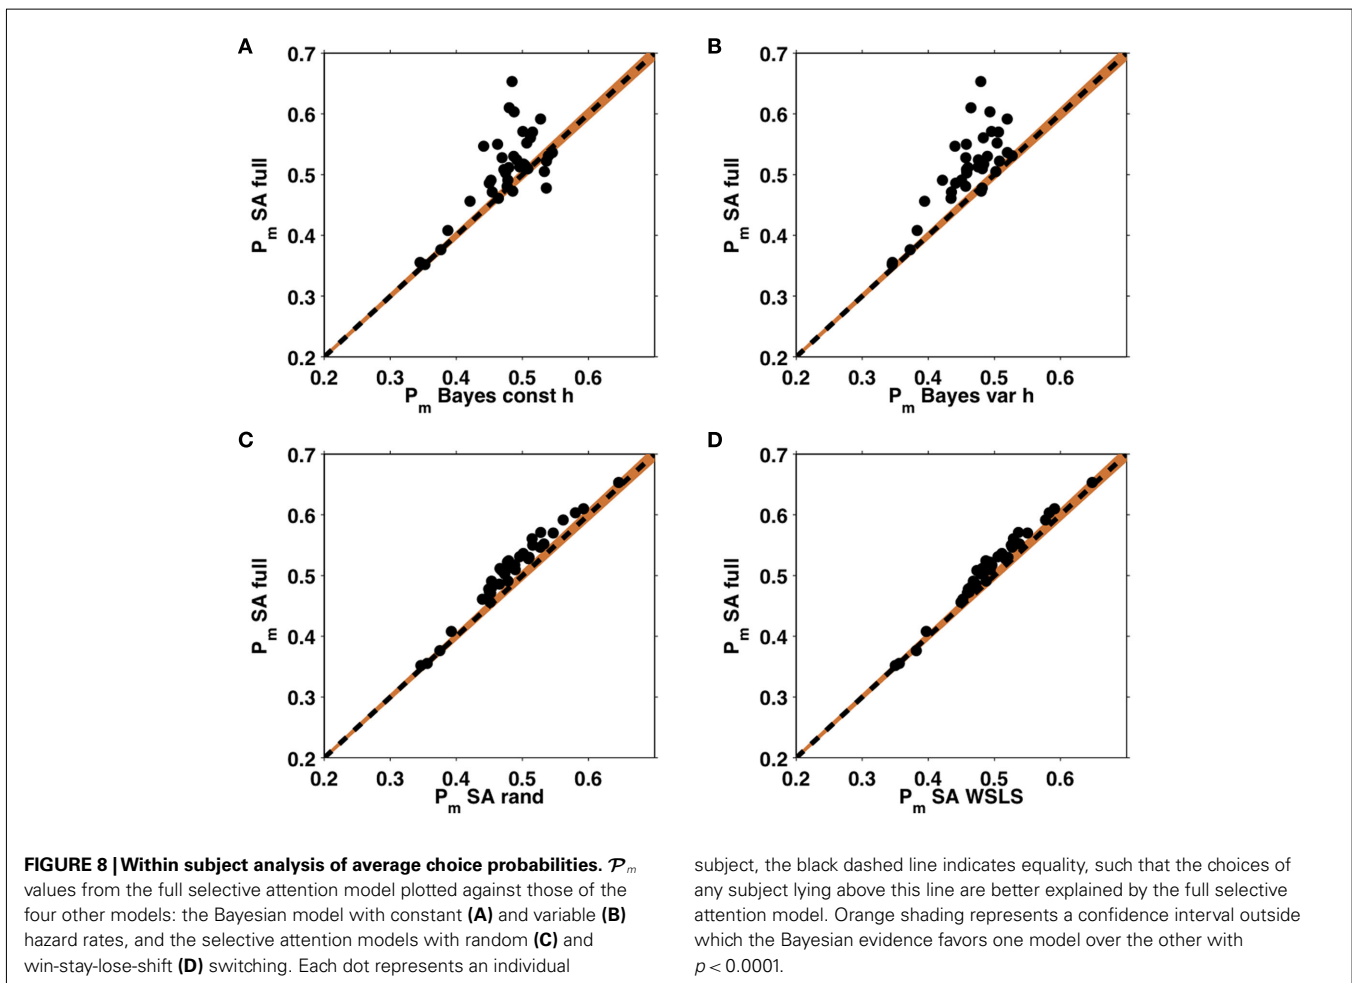 A
0.7
0.6
0.5
0.4
0.3
0.2
Pm SA full
0.2 0.3 0.4 0.5 0.6
Pm Bayes const h
B
0.7
0.6
0.5
0.4
0.3
0.2
Pm SA full
0.2 0.3 0.4 0.5 0.6
Pm Bayes var h
C
0.7
0.6
0.5
0.4
0.3
0.2
Pm SA full
0.2 0.3 0.4 0.5 0.6
Pm SA rand
D
0.7
0.6
0.5
0.4
0.3
0.2
Pm SA full
0.2 0.3 0.4 0.5 0.6
Pm SA WSLS
FIGURE 8 | Within subject analysis of average choice probabilities. 𝒫m
values from the full selective attention model plotted against those of the
four other models: the Bayesian model with constant (A) and variable (B)
hazard rates, and the selective attention models with random (C) and
win-stay-lose-shift (D) switching. Each dot represents an individual
subject, the black dashed line indicates equality, such that the choices of
any subject lying above this line are better explained by the full selective
attention model. Orange shading represents a confidence interval outside
which the Bayesian evidence favors one model over the other with
p < 0.0001.